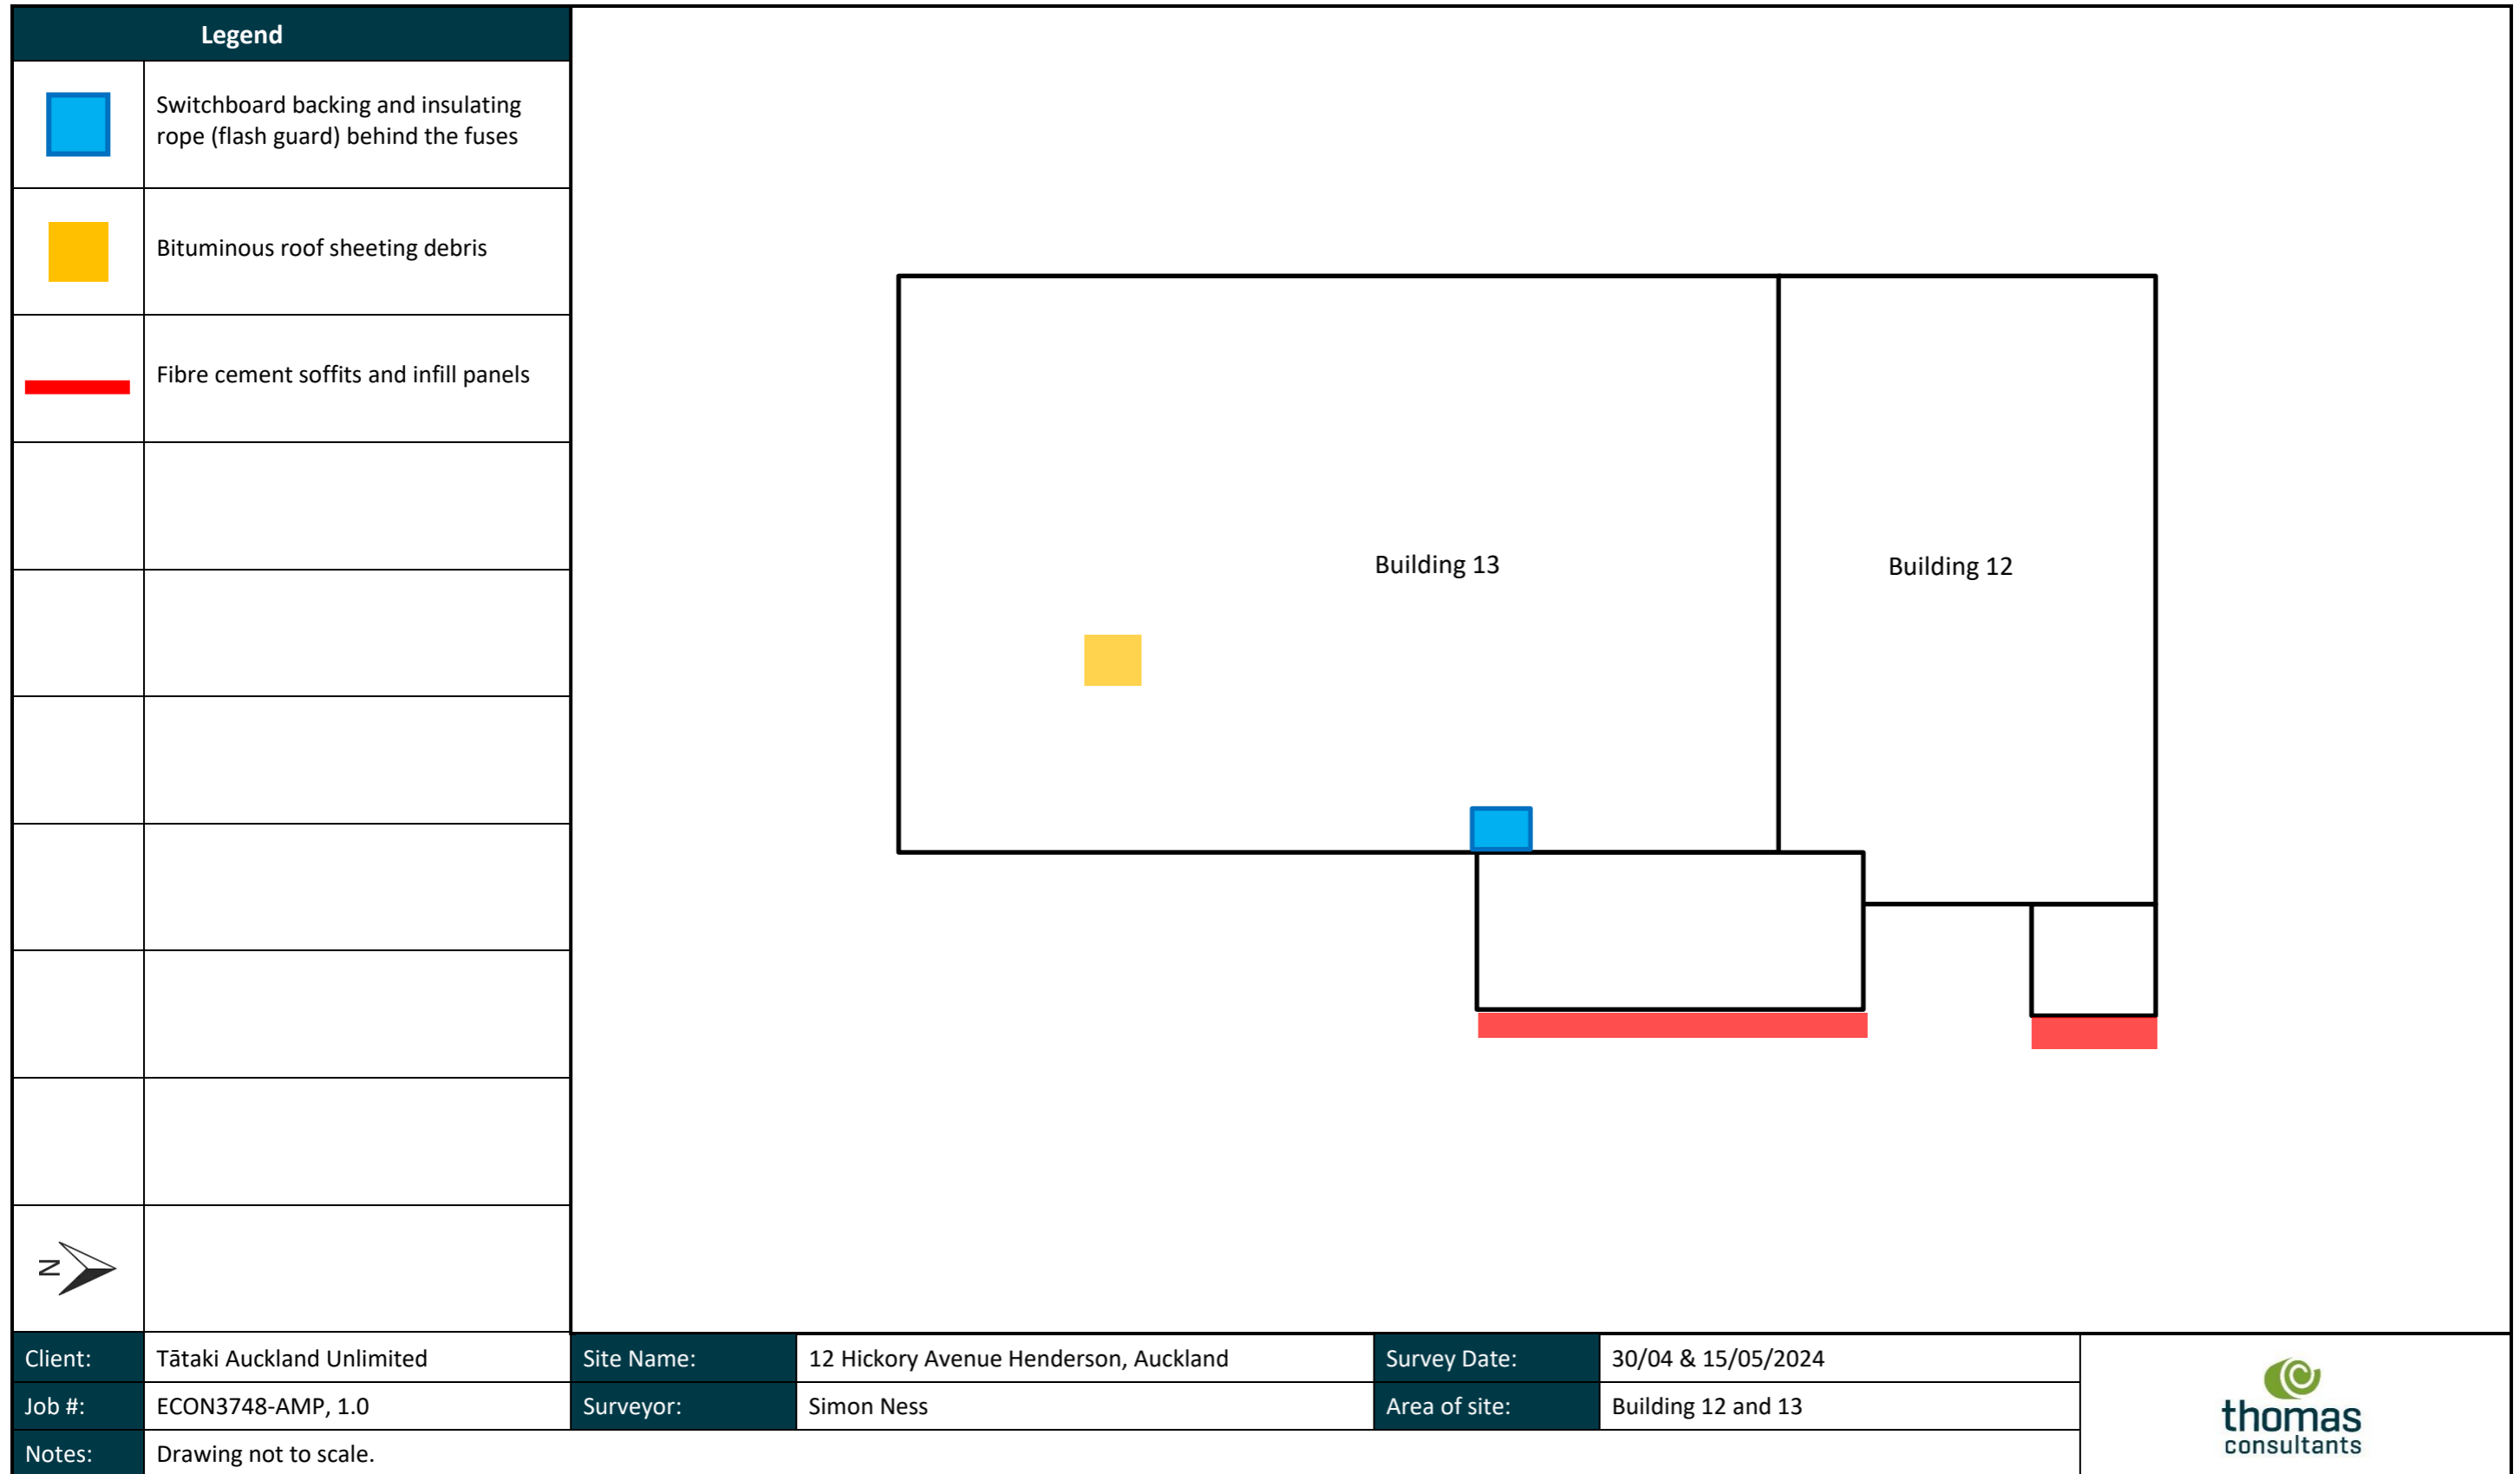 Legend
Switchboard backing and insulating
rope (flash guard) behind the fuses
Bituminous roof sheeting debris
Fibre cement soffits and infill panels
Building 13
Building 12
N
Client: Tātaki Auckland Unlimited Site Name: 12 Hickory Avenue Henderson, Auckland Survey Date: 30/04 & 15/05/2024
Job #: ECON3748-AMP, 1.0 Surveyor: Simon Ness Area of site: Building 12 and 13
Notes: Drawing not to scale.
thomas
consultants